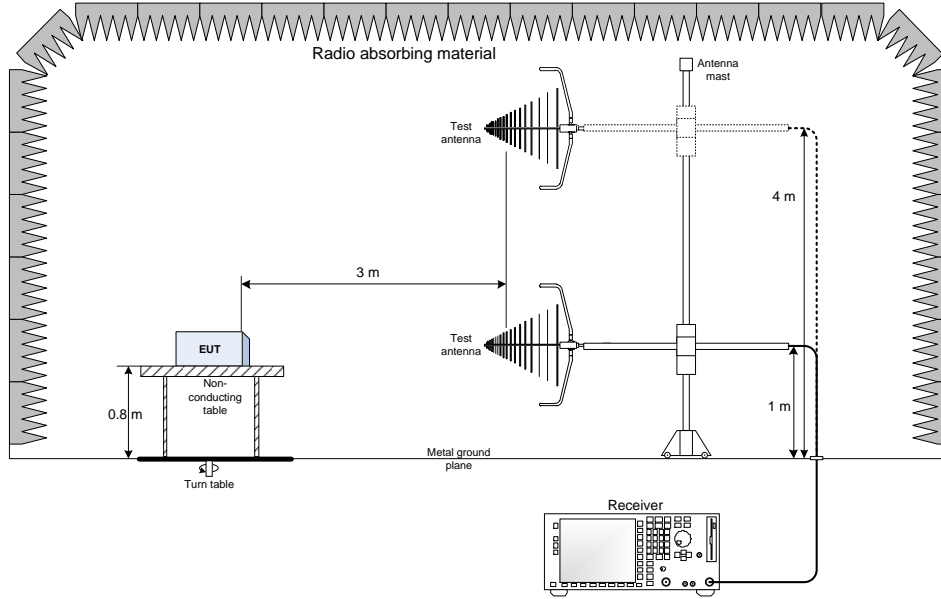 Radio absorbing material
Antenna
mast
Test
antenna
4 m
3 m
Test
antenna
EUT
Non-
conducting
table
0.8 m
1 m
Metal ground
plane
Turn table
Receiver